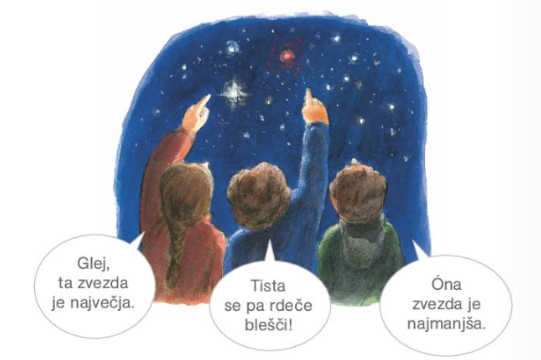 Glej,
ta zvezda
je največja.
Tista
se pa rdeče
blešči!
Óna
zvezda je
najmanjša.